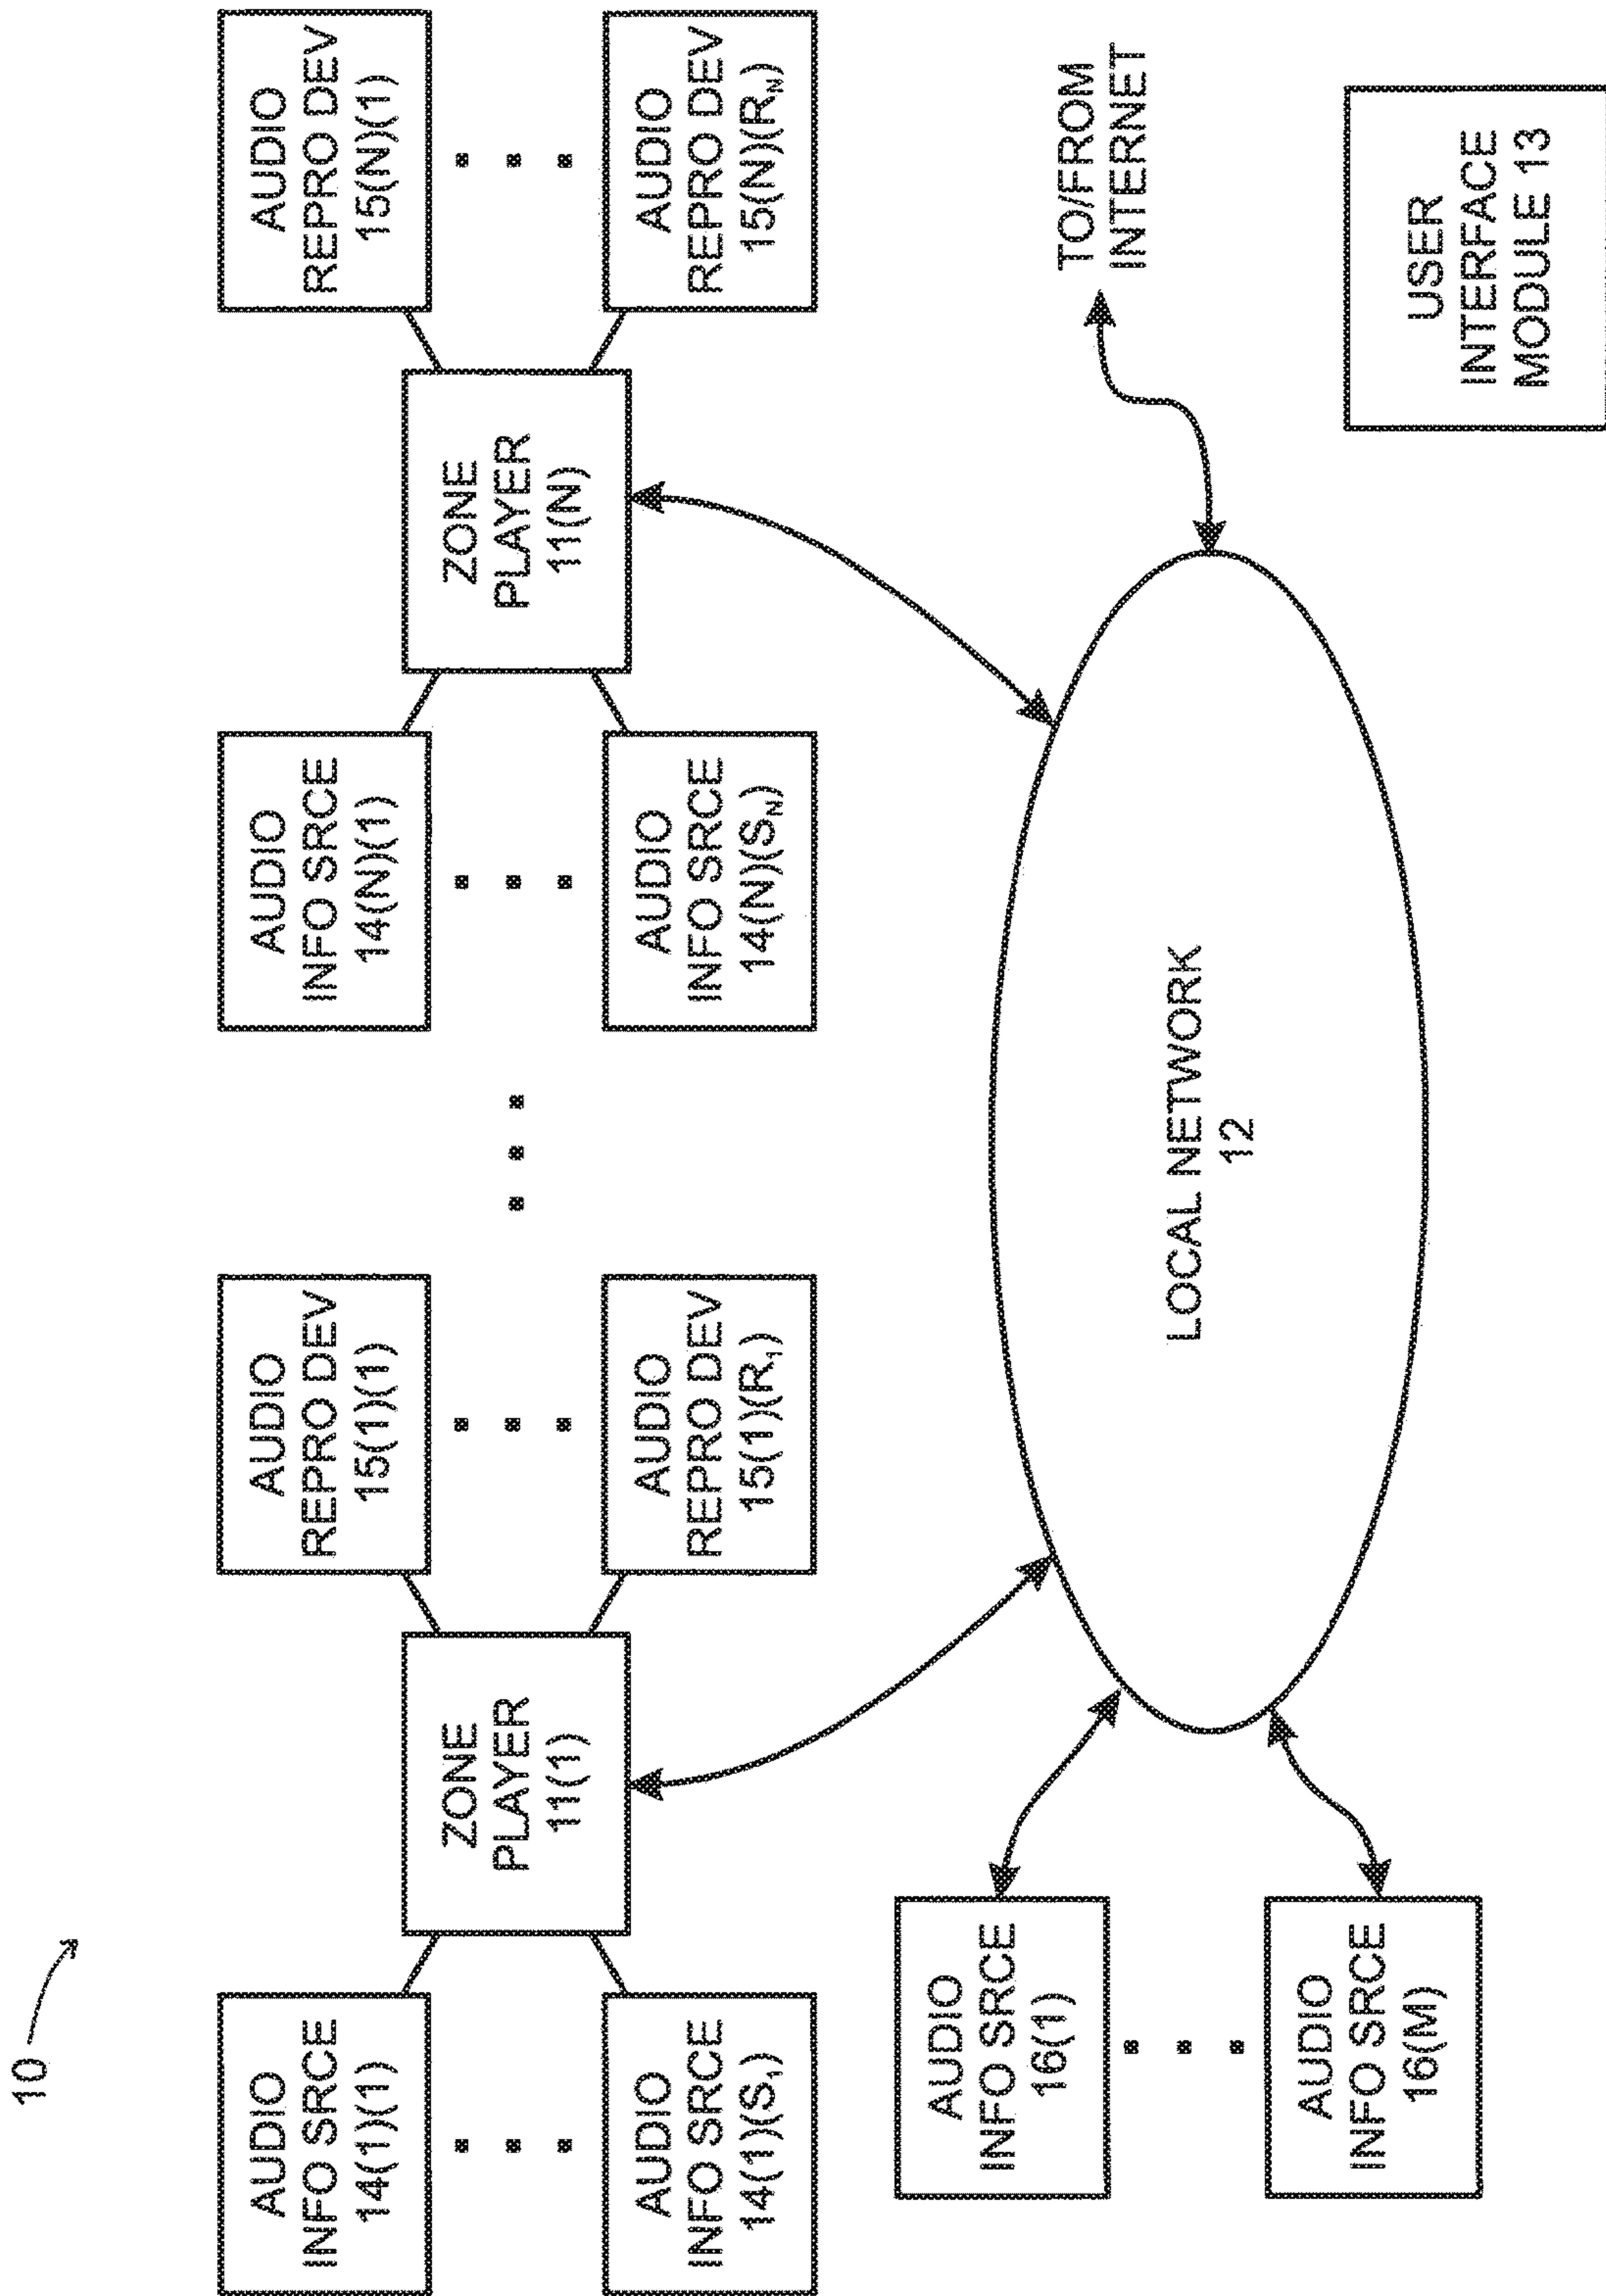 10
AUDIO
INFO SRCE
14(1)(1)
AUDIO
INFO SRCE
14(1)(S₁)
ZONE
PLAYER
11(1)
AUDIO
REPRO DEV
15(1)(1)
AUDIO
REPRO DEV
15(1)(R₁)
AUDIO
INFO SRCE
14(N)(1)
AUDIO
INFO SRCE
14(N)(S_N)
ZONE
PLAYER
11(N)
AUDIO
REPRO DEV
15(N)(1)
AUDIO
REPRO DEV
15(N)(R_N)
AUDIO
INFO SRCE
16(1)
AUDIO
INFO SRCE
16(M)
LOCAL NETWORK
12
TO/FROM
INTERNET
USER
INTERFACE
MODULE 13